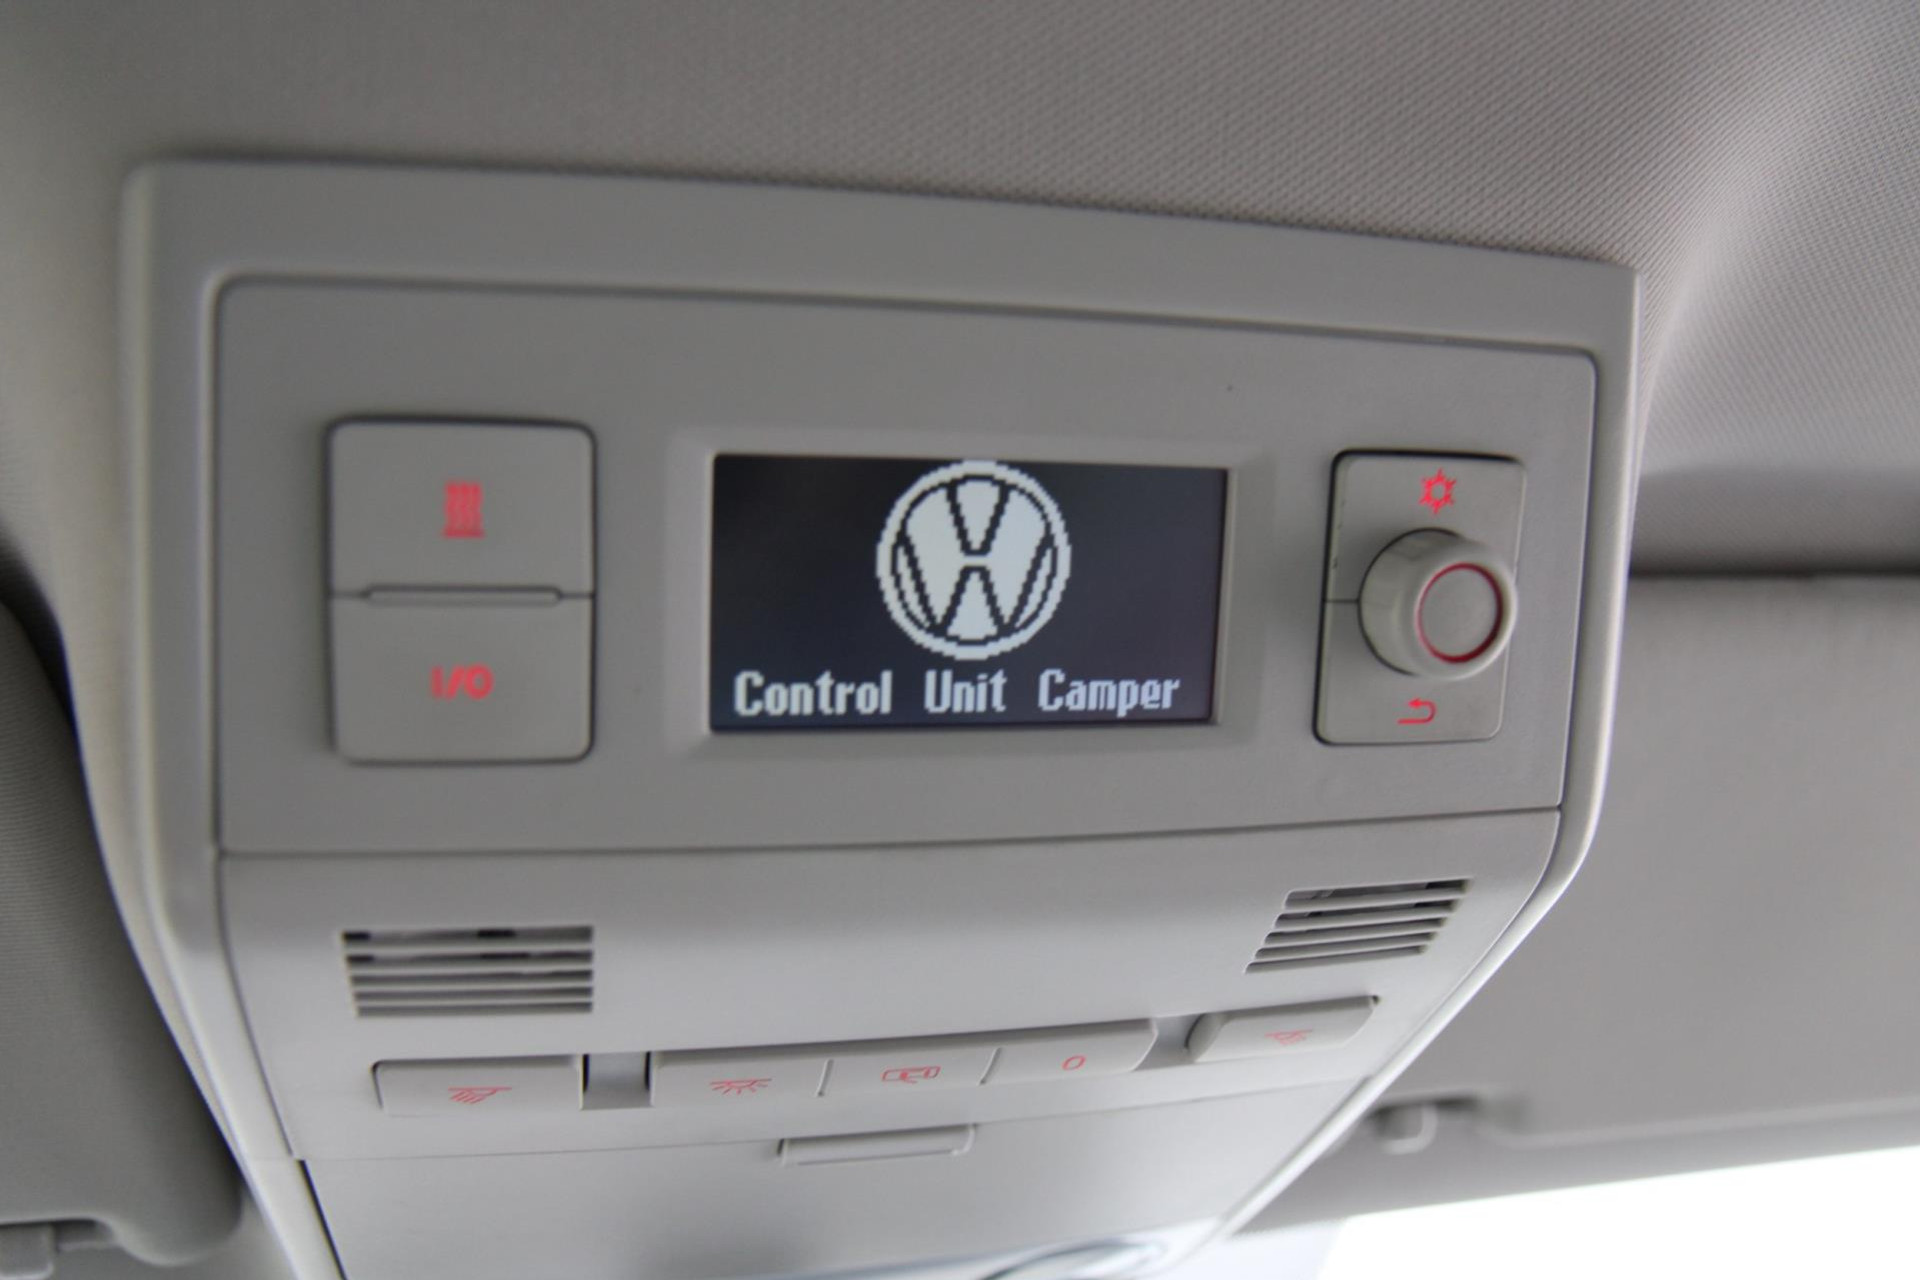 I/O
Control Unit Camper
O